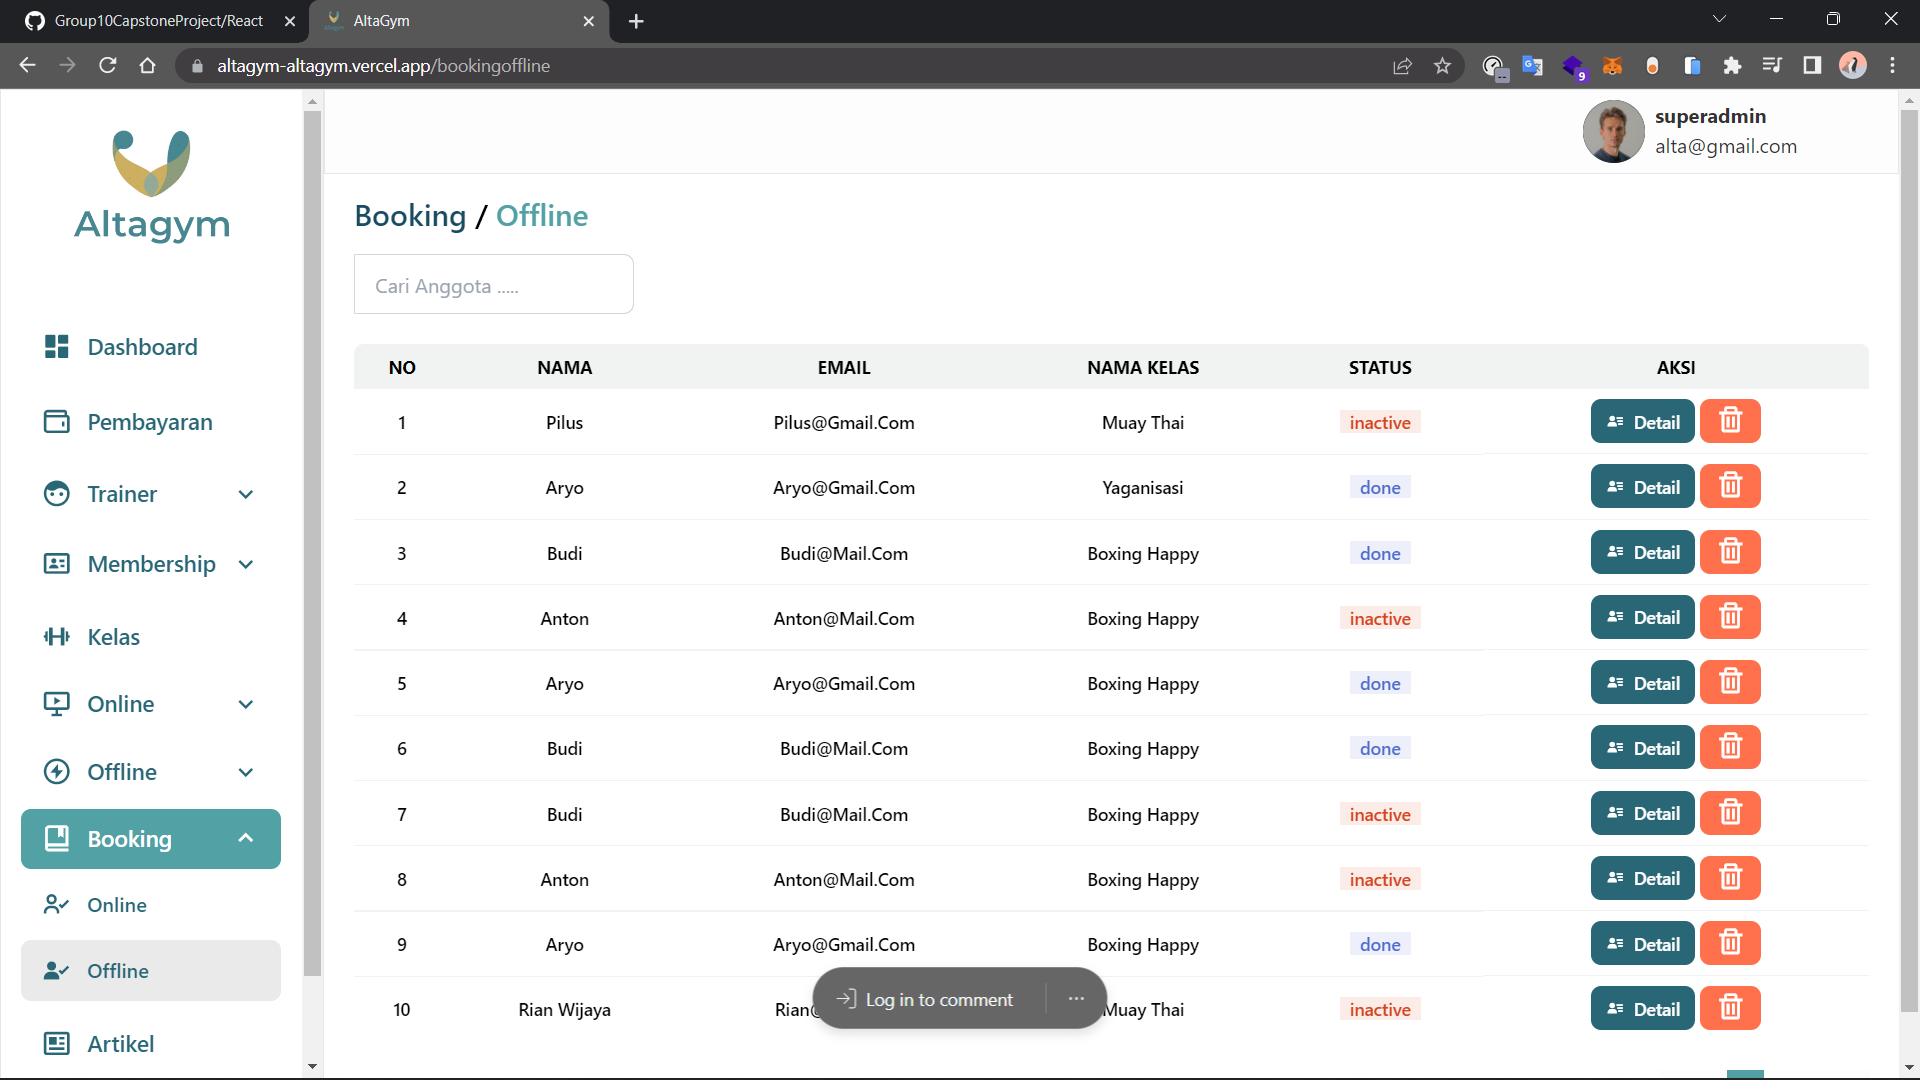 Group10CapstoneProject/React
AltaGym
altagym-altagym.vercel.app/bookingoffline
9
superadmin
alta@gmail.com
Altagym
Dashboard
Pembayaran
Trainer
Membership
Kelas
Online
Offline
Booking
Online
Offline
Artikel
Booking / Offline
Cari Anggota .....
NO NAMA EMAIL NAMA KELAS STATUS AKSI
1 Pilus Pilus@Gmail.Com Muay Thai inactive Detail
2 Aryo Aryo@Gmail.Com Yaganisasi done Detail
3 Budi Budi@Mail.Com Boxing Happy done Detail
4 Anton Anton@Mail.Com Boxing Happy inactive Detail
5 Aryo Aryo@Gmail.Com Boxing Happy done Detail
6 Budi Budi@Mail.Com Boxing Happy done Detail
7 Budi Budi@Mail.Com Boxing Happy inactive Detail
8 Anton Anton@Mail.Com Boxing Happy inactive Detail
9 Aryo Aryo@Gmail.Com Boxing Happy done Detail
10 Rian Wijaya Rian Muay Thai inactive Detail
Log in to comment